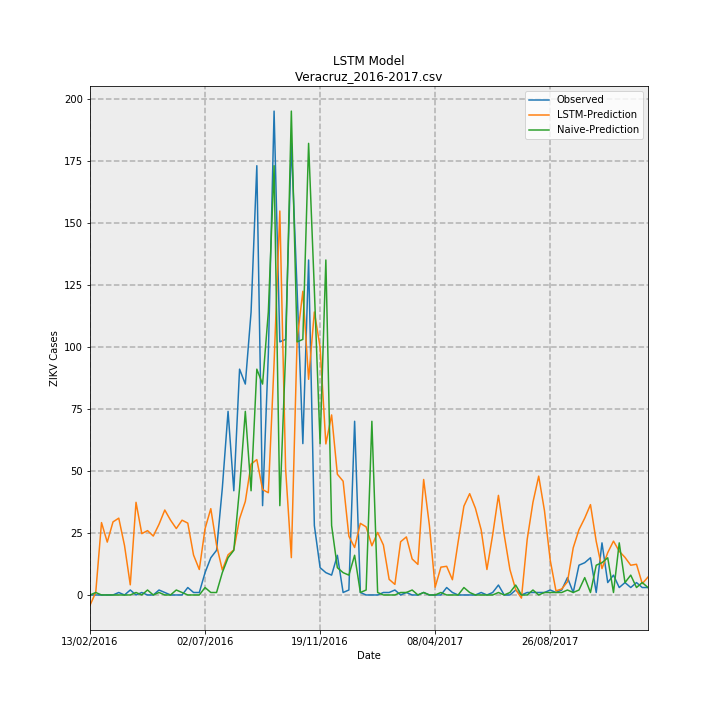 LSTM Model
Veracruz_2016-2017.csv
Observed
LSTM-Prediction
Naive-Prediction
200
175
150
125
100
75
50
25
0
ZIKV Cases
13/02/2016 02/07/2016 19/11/2016 08/04/2017 26/08/2017
Date